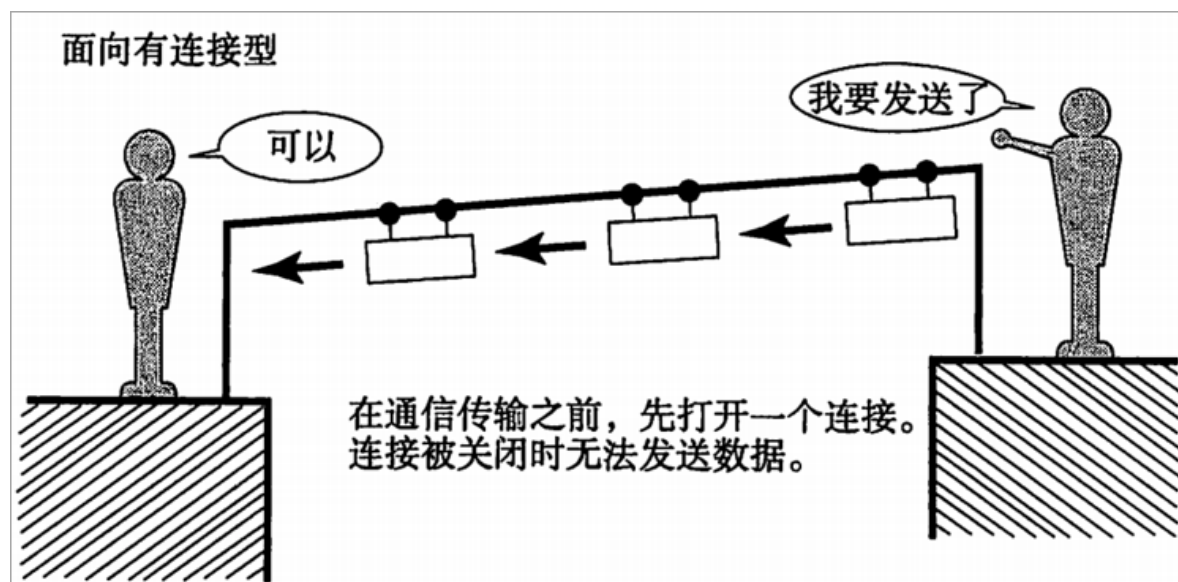 面向有连接型
可以
我要发送了
在通信传输之前，先打开一个连接。
连接被关闭时无法发送数据。